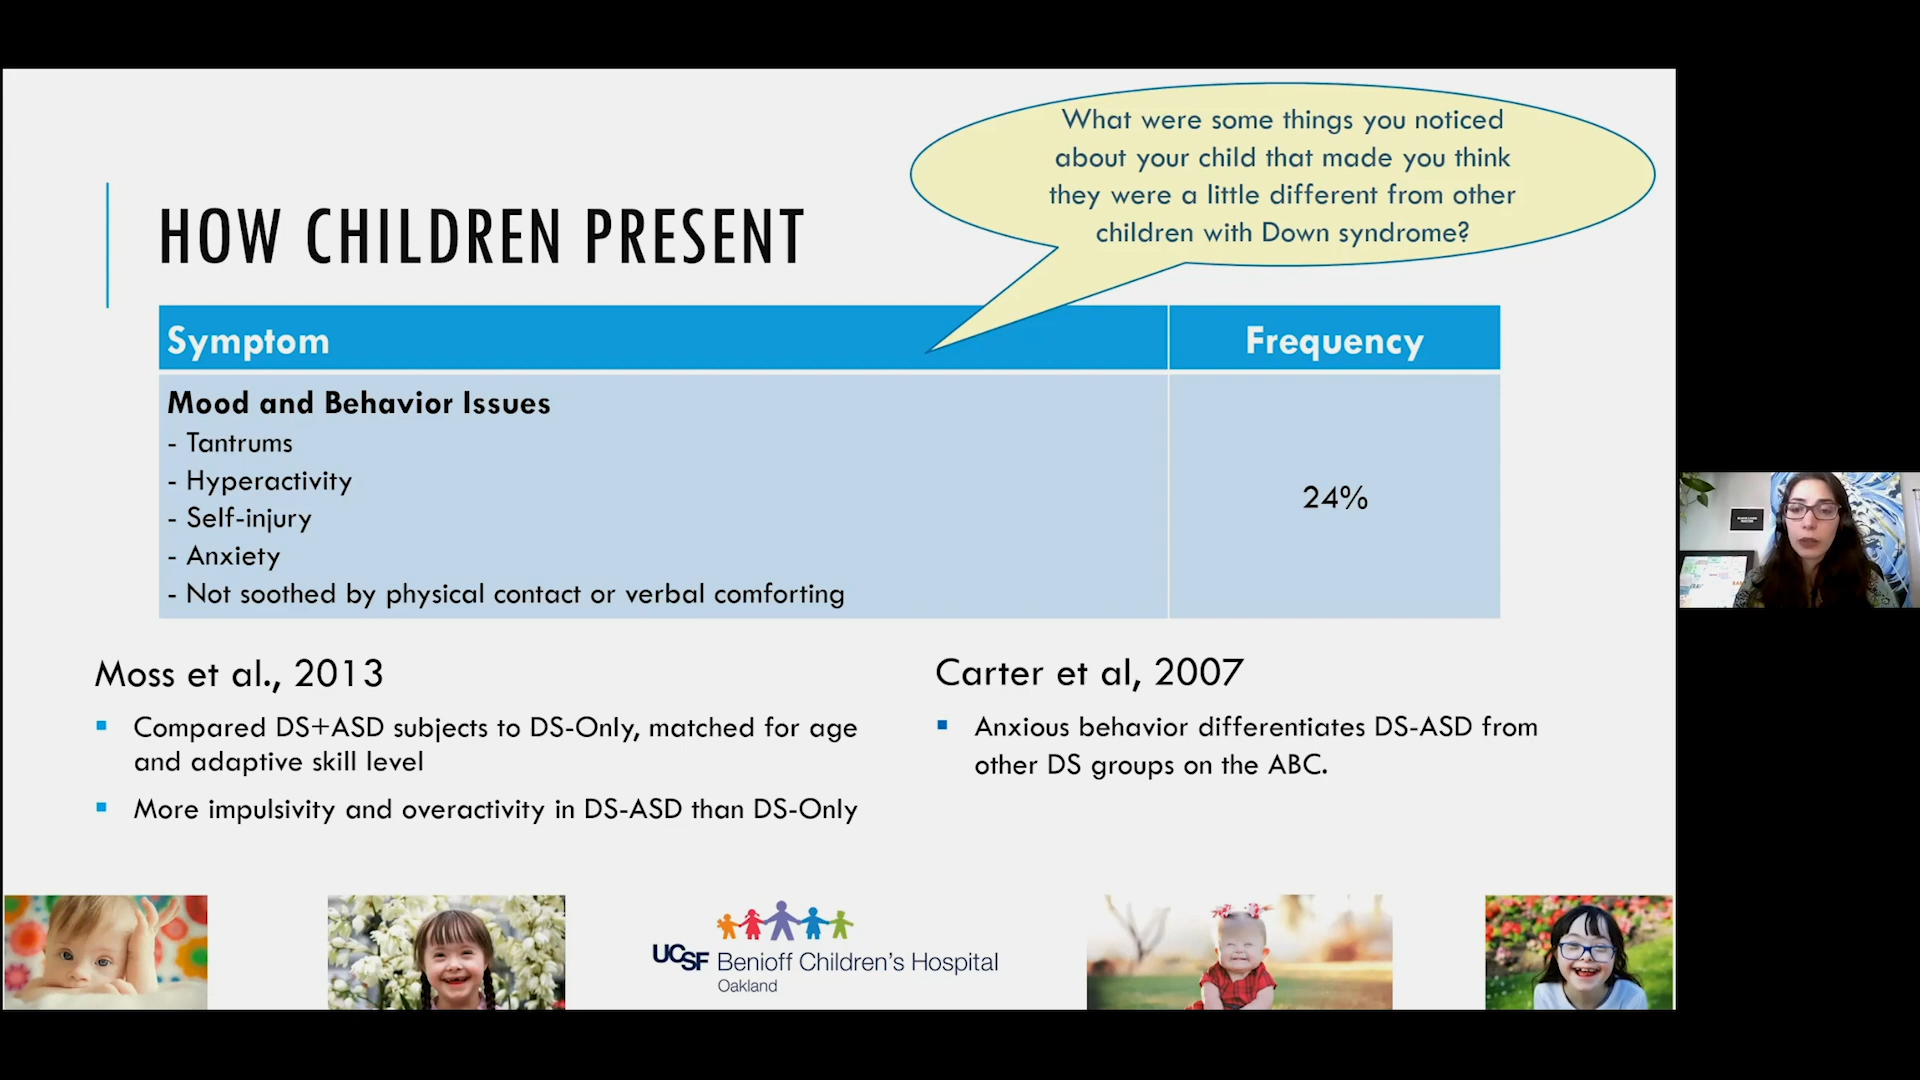 What were some things you noticed
about your child that made you think
they were a little different from other
children with Down syndrome?
HOW CHILDREN PRESENT
Symptom
Frequency
Mood and Behavior Issues
- Tantrums
- Hyperactivity
- Self-injury
- Anxiety
- Not soothed by physical contact or verbal comforting
24%
Moss et al., 2013
Compared DS+ASD subjects to DS-Only, matched for age
and adaptive skill level
More impulsivity and overactivity in DS-ASD than DS-Only
Carter et al, 2007
Anxious behavior differentiates DS-ASD from
other DS groups on the ABC.
UCSF Benioff Children's Hospital
Oakland